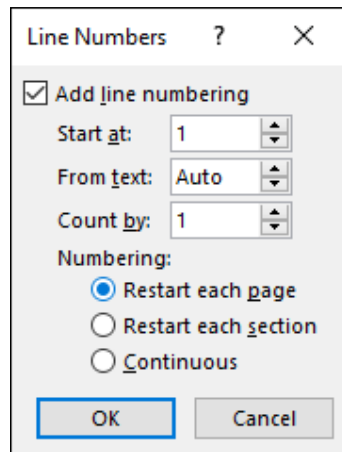 Line Numbers ?
Add line numbering
Start at: 1
From text: Auto
Count by: 1
Numbering:
Restart each page
Restart each section
Continuous
OK Cancel